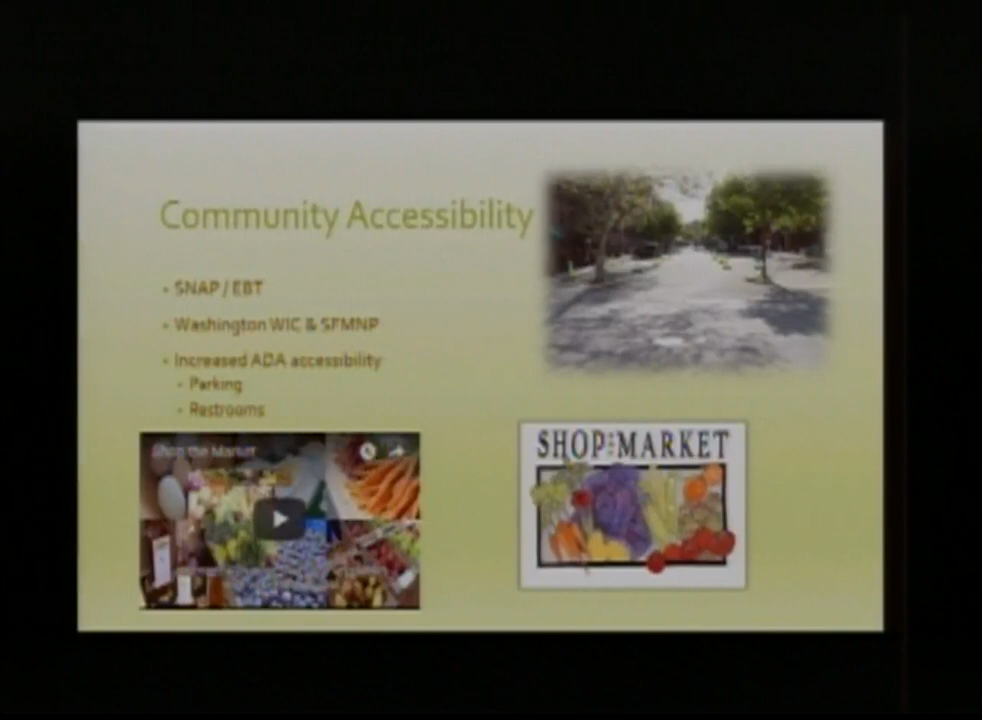 Community Accessibility
• SNAP / EBT
• Washington WIC & SFMNP
• Increased ADA accessibility
• Parking
• Restrooms
Shop the Market
SHOP THE MARKET